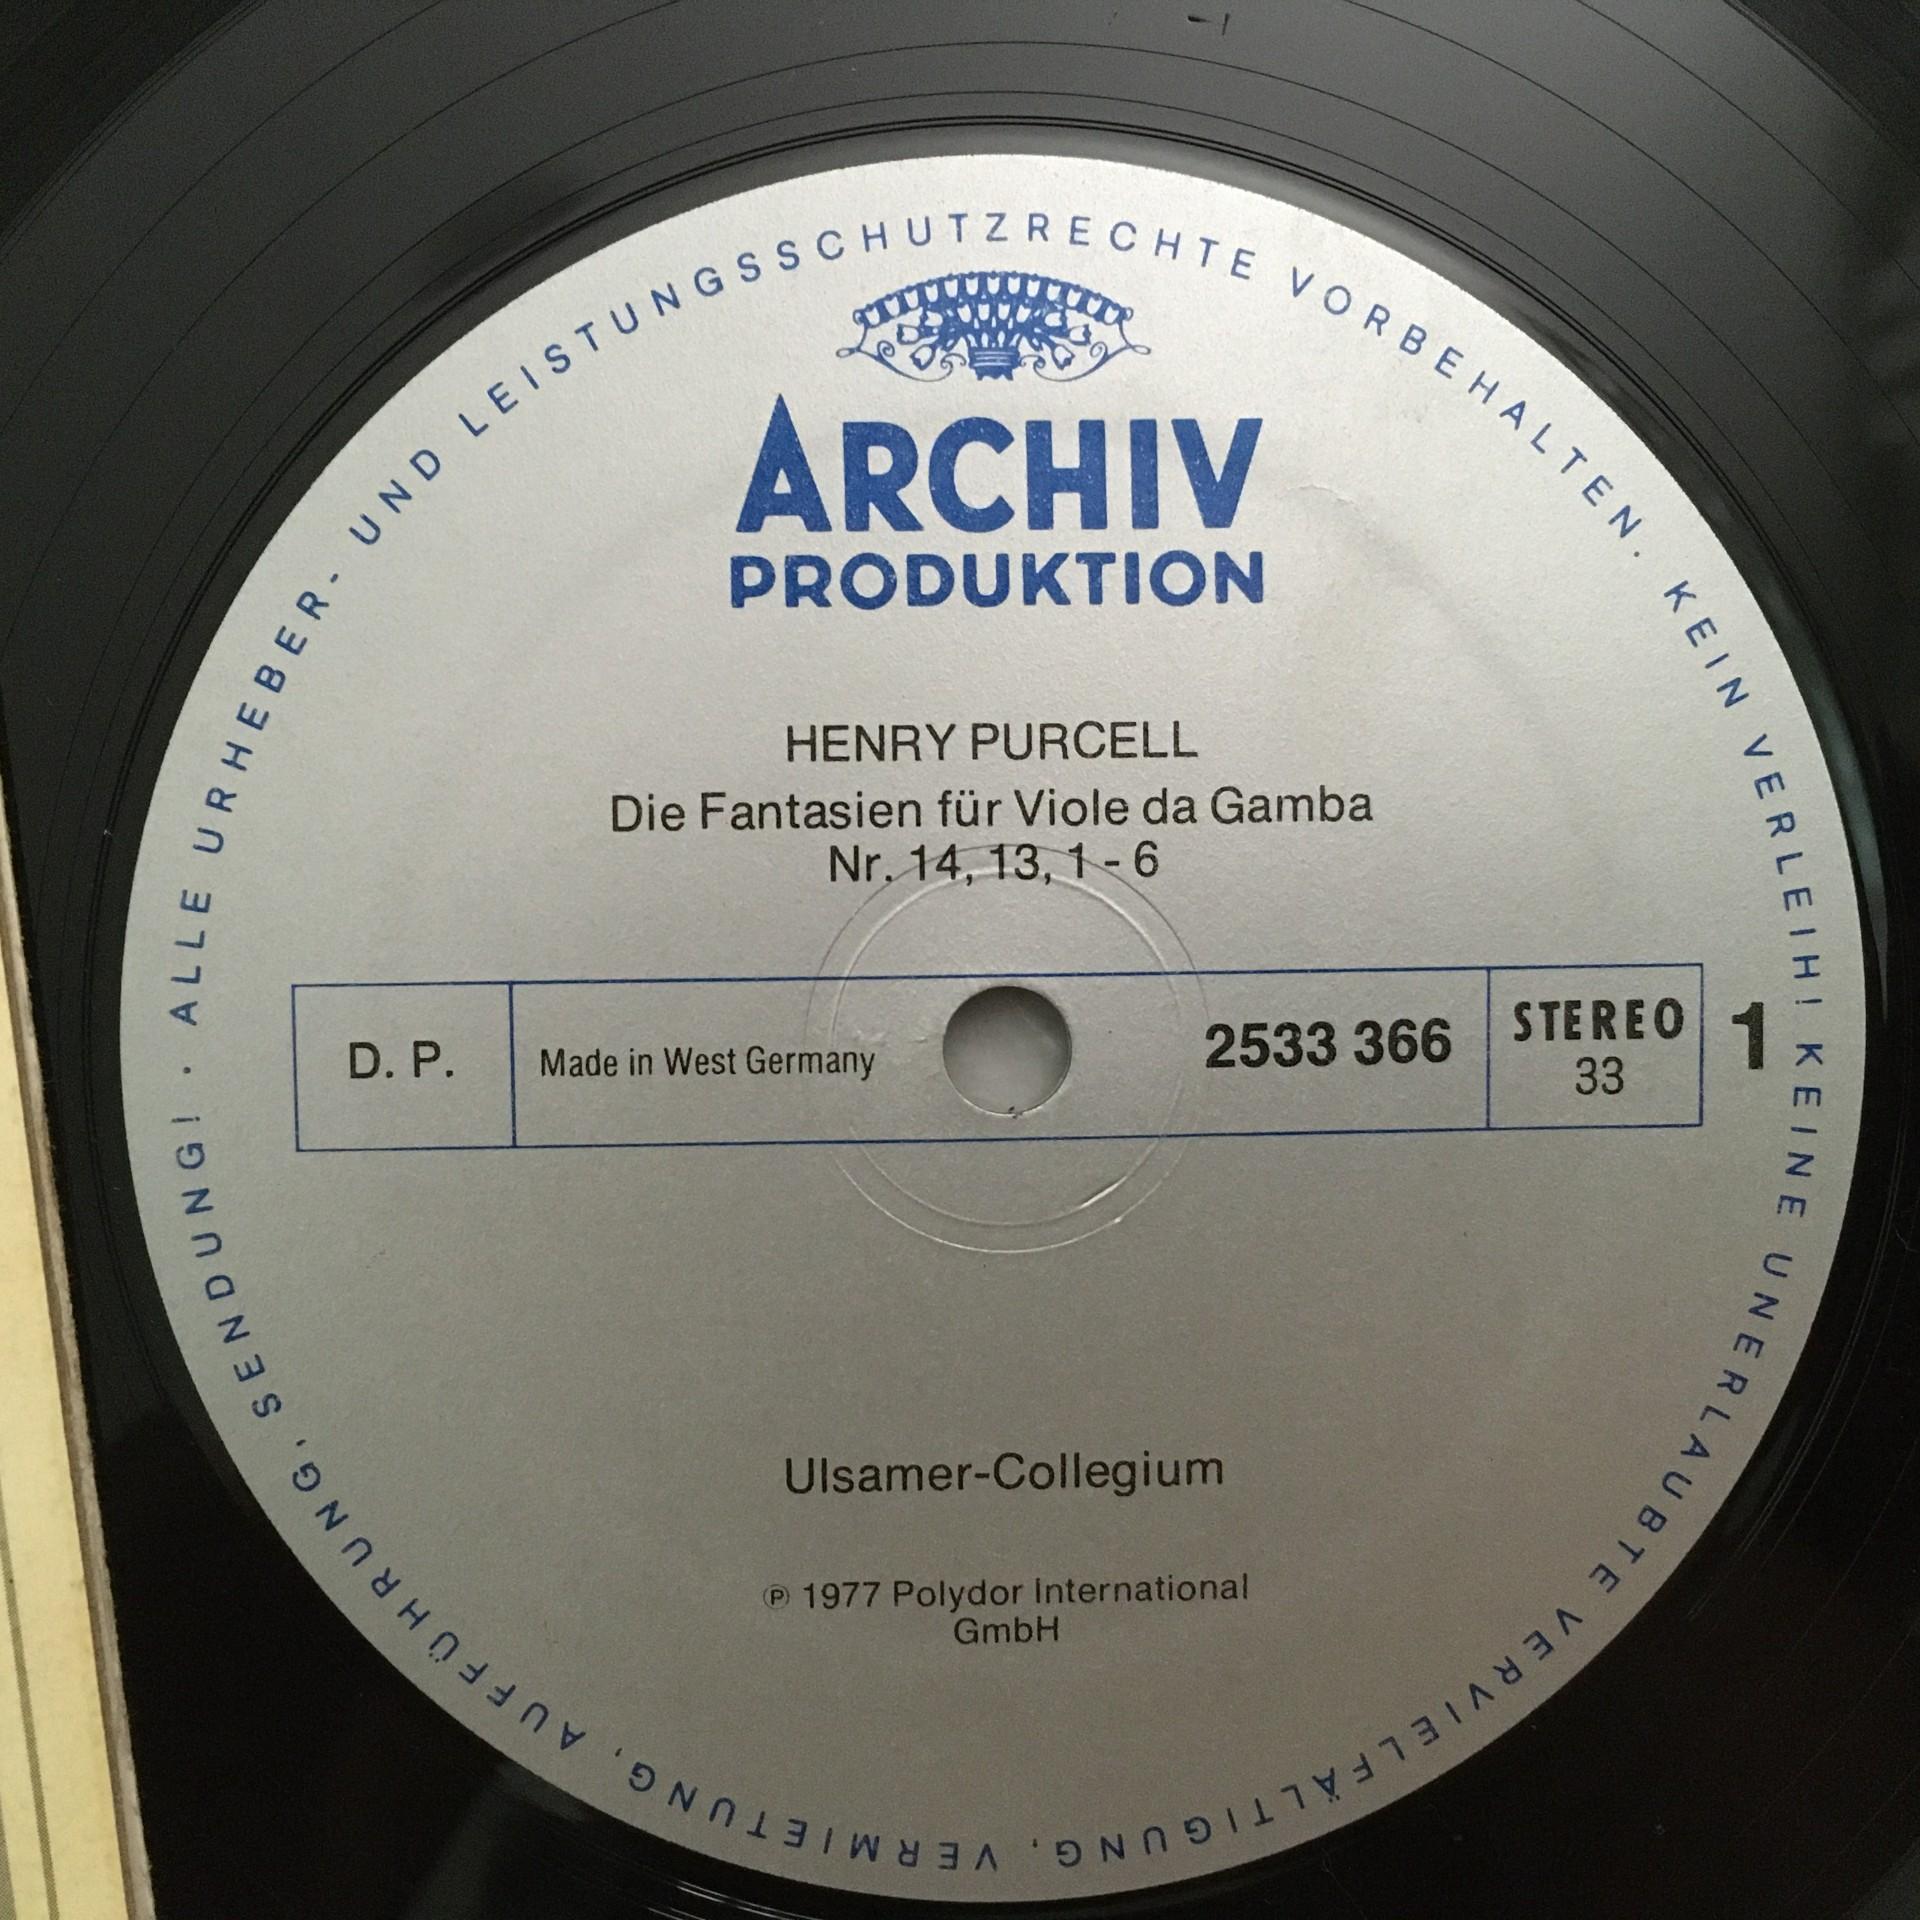 ALLE URHEBER- UND LEISTUNGSSCHUTZRECHTE VORBEHALTEN. KEIN VERLEIH! KEINE UNERLAUBTE VERVIELFÄLTIGUNG, VERMIETUNG, AUFFÜHRUNG, SENDUNG! ·
ARCHIV
PRODUKTION
HENRY PURCELL
Die Fantasien für Viole da Gamba
Nr. 14, 13, 1 - 6
D. P.
Made in West Germany
2533 366
STEREO
33
1
Ulsamer-Collegium
℗ 1977 Polydor International
GmbH